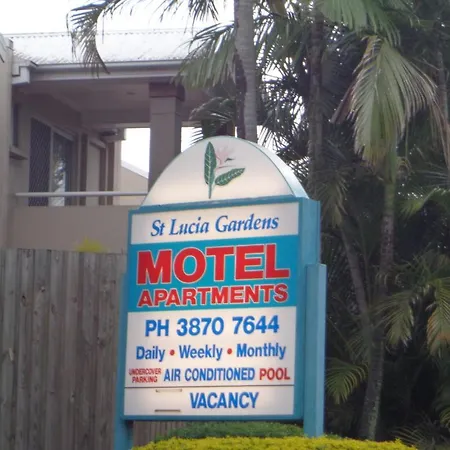 St Lucia Gardens
MOTEL
APARTMENTS
PH 3870 7644
Daily • Weekly • Monthly
UNDERCOVER PARKING AIR CONDITIONED POOL
VACANCY